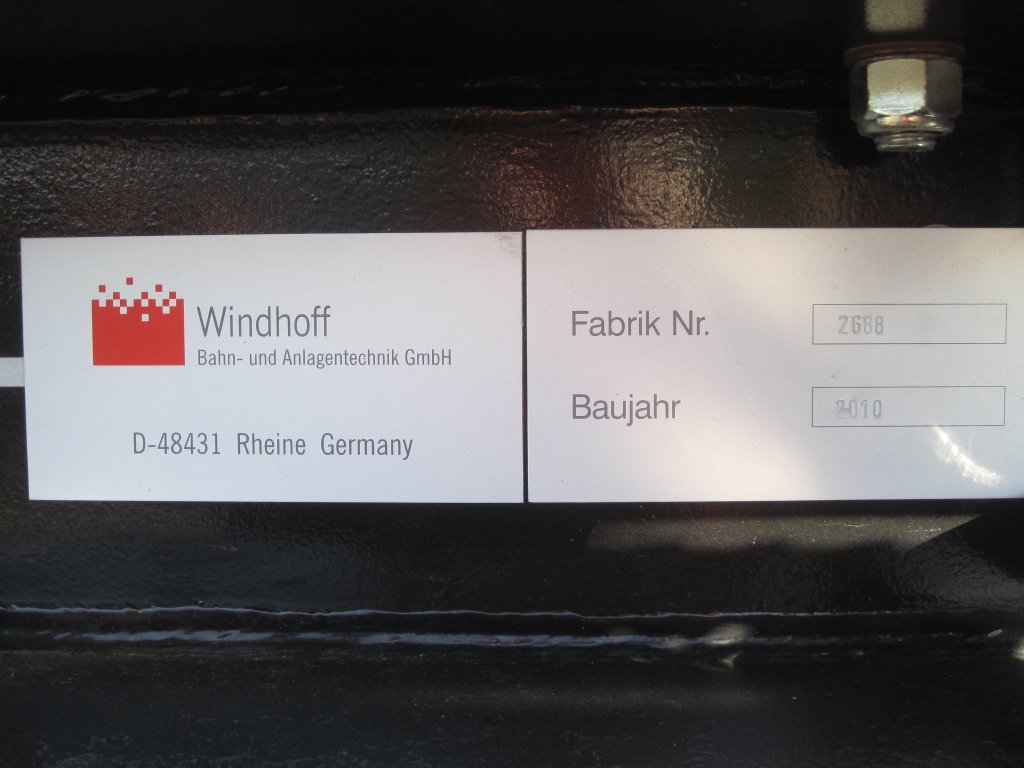 Windhoff
Bahn- und Anlagentechnik GmbH
D-48431 Rheine Germany
Fabrik Nr. 2688
Baujahr 2010